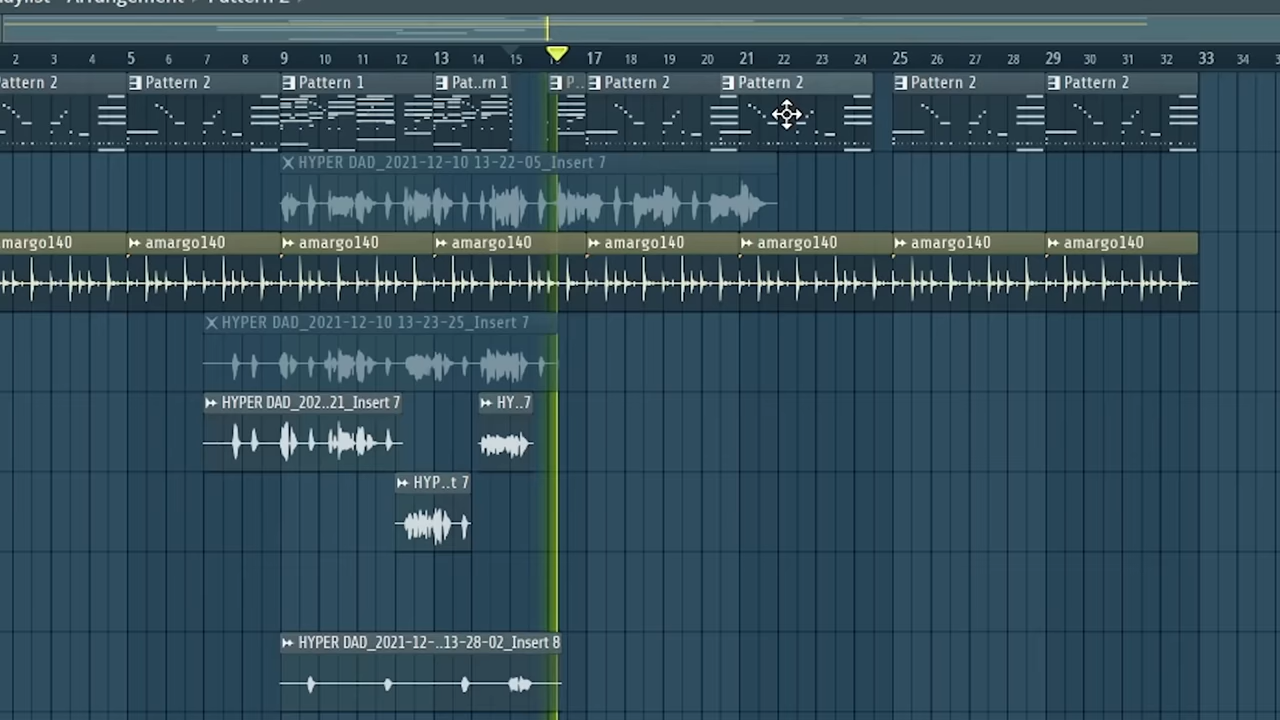 Arrangement Pattern 2
2 3 4 5 6 7 8 9 10 11 12 13 14 15 17 18 19 20 21 22 23 24 25 26 27 28 29 30 31 32 33 34
attern 2 Pattern 2 Pattern 1 Pat..rn 1 P.. Pattern 2 Pattern 2 Pattern 2 Pattern 2
HYPER DAD_2021-12-10 13-22-05_Insert 7
margo140 amargo140 amargo140 amargo140 amargo140 amargo140 amargo140 amargo140
HYPER DAD_2021-12-10 13-23-25_Insert 7
HYPER DAD_202..21_Insert 7 HY..7
HYP..t 7
HYPER DAD_2021-12-..13-28-02_Insert 8